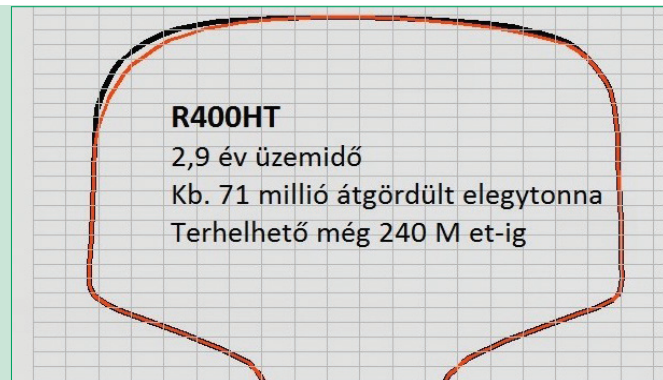 R400HT
2,9 év üzemidő
Kb. 71 millió átgördült elegytonna
Terhelhető még 240 M et-ig